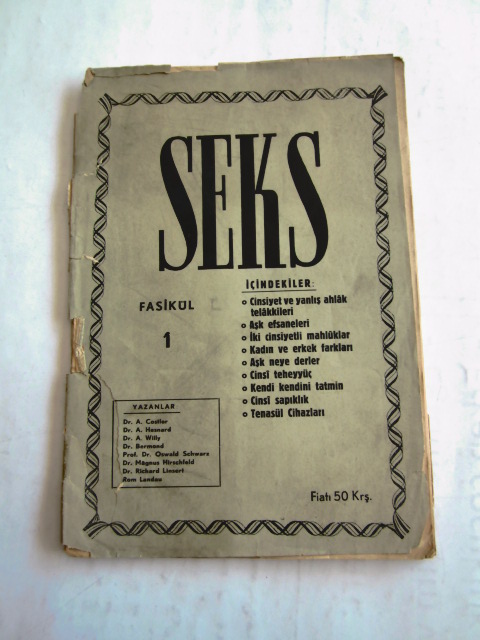 SEKS
FASİKÜL
1
İÇİNDEKİLER:
Cinsiyet ve yanlış ahlâk
telâkkileri
Aşk efsaneleri
İki cinsiyetli mahlûklar
Kadın ve erkek farkları
Aşk neye derler
Cinsî teheyyüç
Kendi kendini tatmin
Cinsî sapıklık
Tenasül Cihazları
YAZANLAR
Dr. A. Costler
Dr. A. Hesnard
Dr. A. Willy
Dr. Bermond
Prof. Dr. Oswald Schwarz
Dr. Magnus Hirschfeld
Dr. Richard Linsert
Rom Landau
Fiatı 50 Krş.